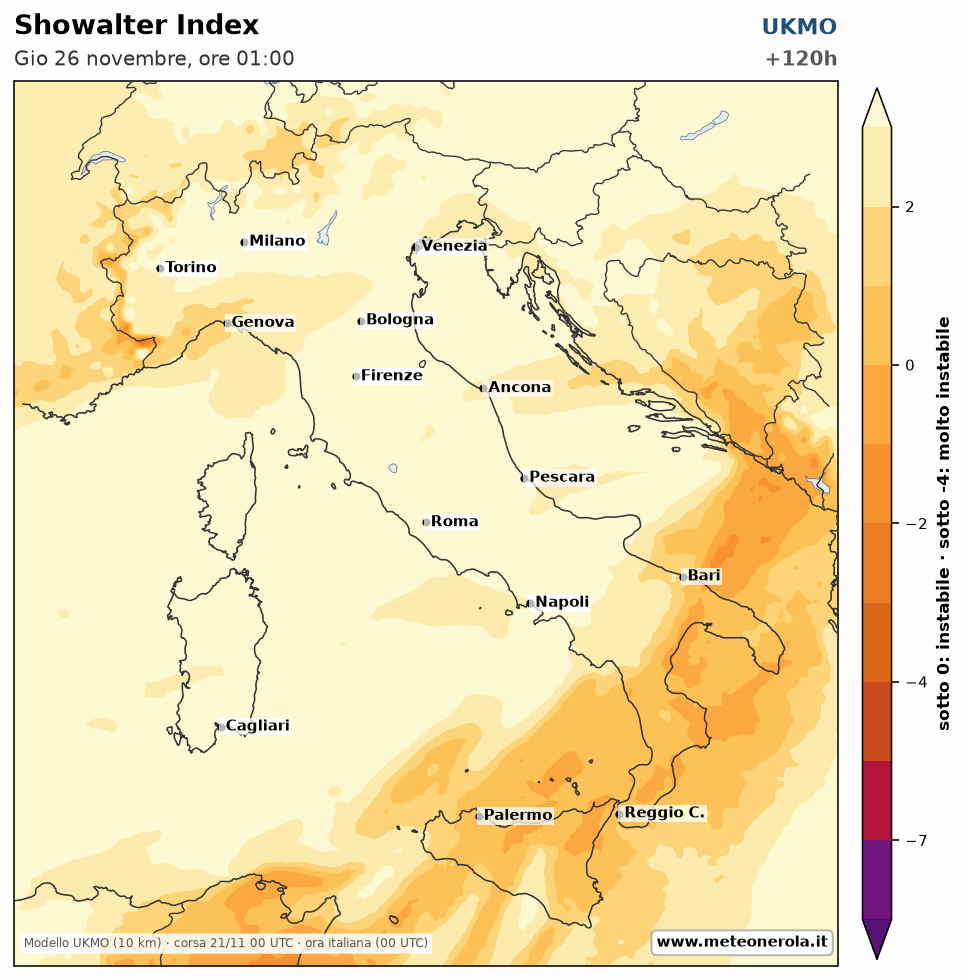 Showalter Index
UKMO
Gio 26 novembre, ore 01:00
+120h
Milano
Venezia
Torino
Genova
Bologna
Firenze
Ancona
Pescara
Roma
Bari
Napoli
Cagliari
Palermo
Reggio C.
2
0
−2
−4
−7
sotto 0: instabile · sotto -4: molto instabile
Modello UKMO (10 km) · corsa 21/11 00 UTC · ora italiana (00 UTC)
www.meteonerola.it